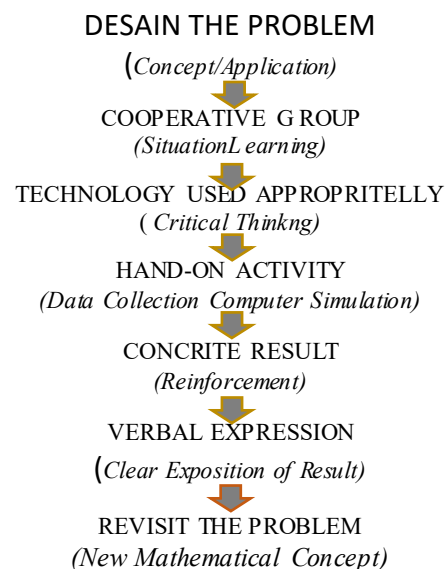 DESAIN THE PROBLEM
(Concept/Application)
COOPERATIVE G ROUP
(SituationL earning)
TECHNOLOGY USED APPROPRITELLY
( Critical Thinkng)
HAND-ON ACTIVITY
(Data Collection Computer Simulation)
CONCRITE RESULT
(Reinforcement)
VERBAL EXPRESSION
(Clear Exposition of Result)
REVISIT THE PROBLEM
(New Mathematical Concept)